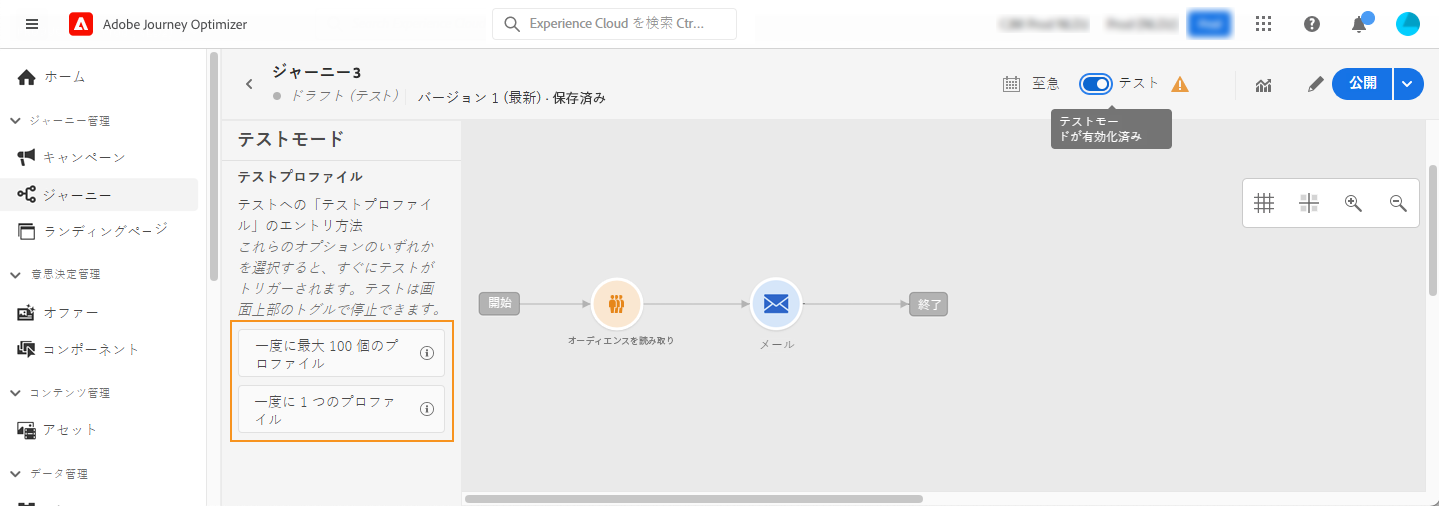 Adobe Journey Optimizer
Experience Cloud を検索 Ctr...
ホーム
ジャーニー管理
キャンペーン
ジャーニー
ランディングページ
意思決定管理
オファー
コンポーネント
コンテンツ管理
アセット
データ管理
ジャーニー3
ドラフト (テスト)
バージョン 1 (最新) · 保存済み
至急
テスト
公開
テストモー
ドが有効化済み
テストモード
テストプロファイル
テストへの「テストプロファイ
ル」のエントリ方法
これらのオプションのいずれか
を選択すると、すぐにテストが
トリガーされます。テストは画
面上部のトグルで停止できます。
一度に最大 100 個のプ
ロファイル
一度に 1 つのプロファ
イル
開始
オーディエンスを読み取り
メール
終了